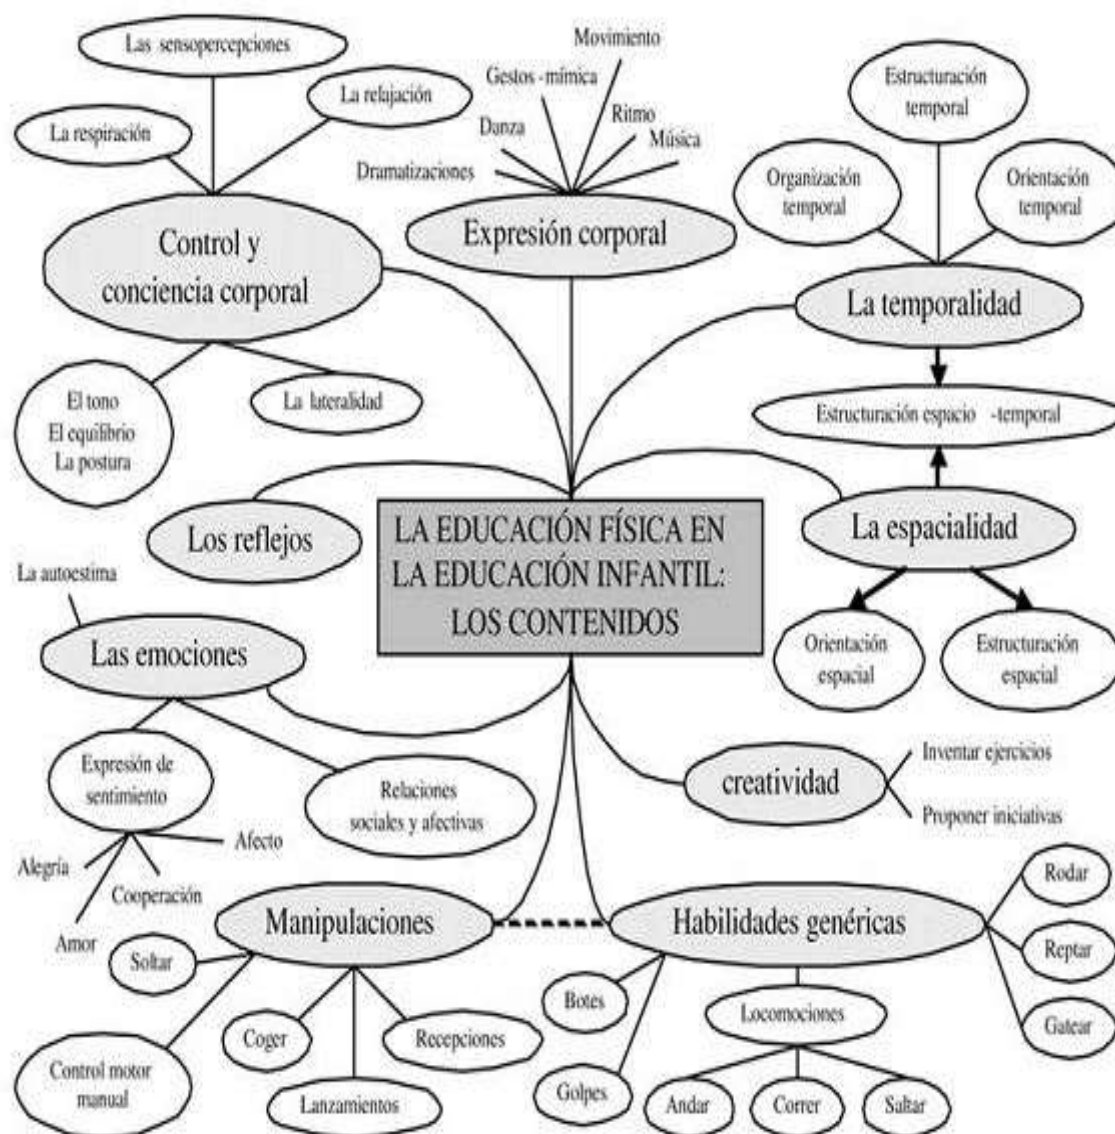 Las sensopercepciones
La respiración
La relajación
Control y
conciencia corporal
El tono
El equilibrio
La postura
La lateralidad
Movimiento
Gestos -mímica
Ritmo
Danza
Música
Dramatizaciones
Expresión corporal
Estructuración
temporal
Organización
temporal
Orientación
temporal
La temporalidad
Estructuración espacio -temporal
La espacialidad
Orientación
espacial
Estructuración
espacial
Los reflejos
LA EDUCACIÓN FÍSICA EN
LA EDUCACIÓN INFANTIL:
LOS CONTENIDOS
La autoestima
Las emociones
Expresión de
sentimiento
Relaciones
sociales y afectivas
Alegría
Afecto
Cooperación
Amor
creatividad
Inventar ejercicios
Proponer iniciativas
Manipulaciones
Soltar
Control motor
manual
Coger
Lanzamientos
Recepciones
Habilidades genéricas
Botes
Golpes
Locomociones
Andar
Correr
Saltar
Rodar
Reptar
Gatear